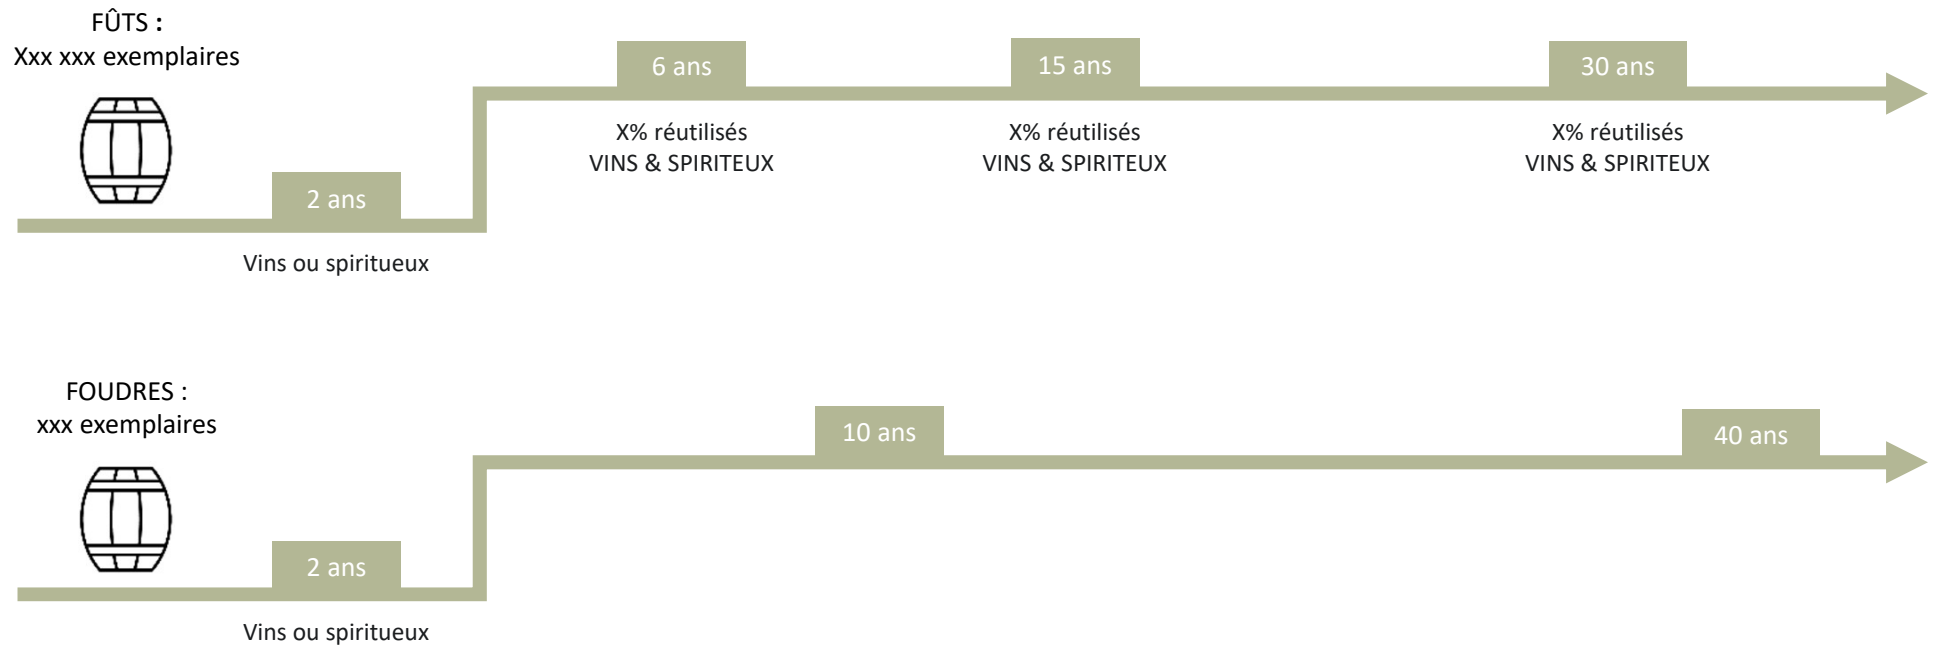 FÛTS :
Xxx xxx exemplaires
6 ans
15 ans
30 ans
X% réutilisés
VINS & SPIRITEUX
X% réutilisés
VINS & SPIRITEUX
X% réutilisés
VINS & SPIRITEUX
2 ans
Vins ou spiritueux
FOUDRES :
xxx exemplaires
10 ans
40 ans
2 ans
Vins ou spiritueux